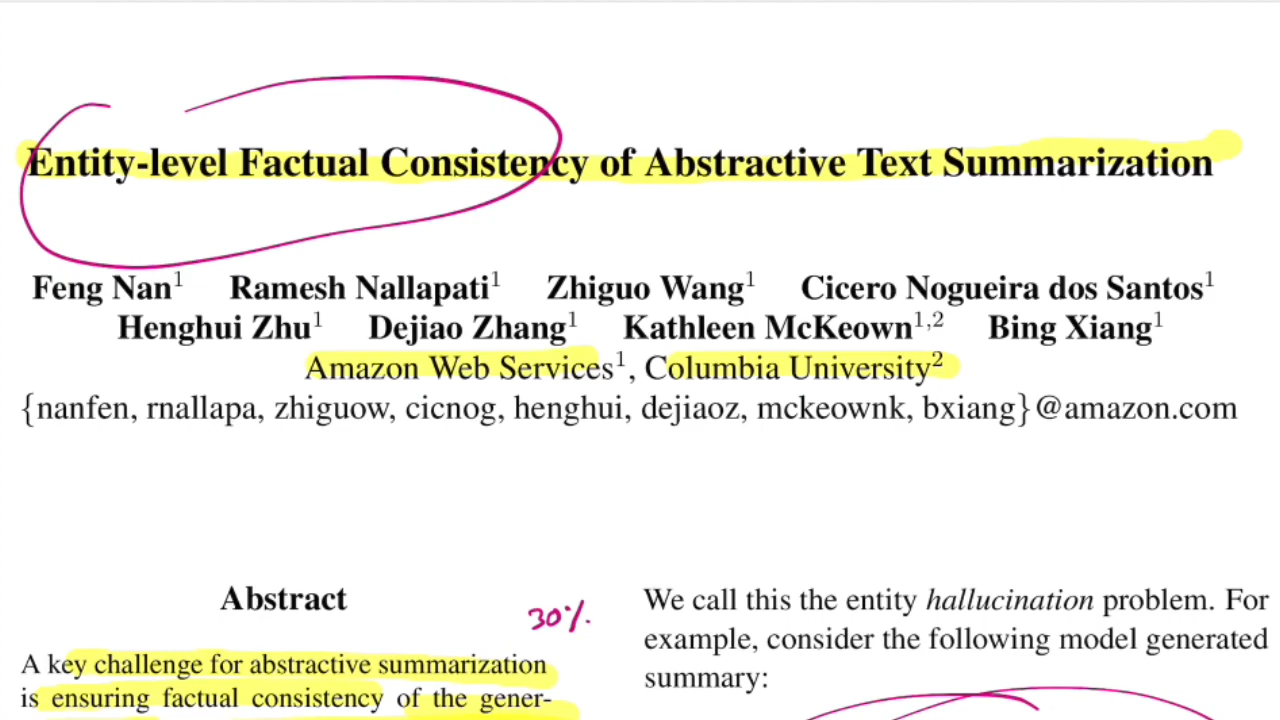 Entity-level Factual Consistency of Abstractive Text Summarization
Feng Nan¹ Ramesh Nallapati¹ Zhiguo Wang¹ Cicero Nogueira dos Santos¹
Henghui Zhu¹ Dejiao Zhang¹ Kathleen McKeown¹,² Bing Xiang¹
Amazon Web Services¹, Columbia University²
{nanfen, rnallapa, zhiguow, cicnog, henghui, dejiaoz, mckeownk, bxiang}@amazon.com
Abstract
30%.
A key challenge for abstractive summarization
is ensuring factual consistency of the gener-
We call this the entity hallucination problem. For
example, consider the following model generated
summary: